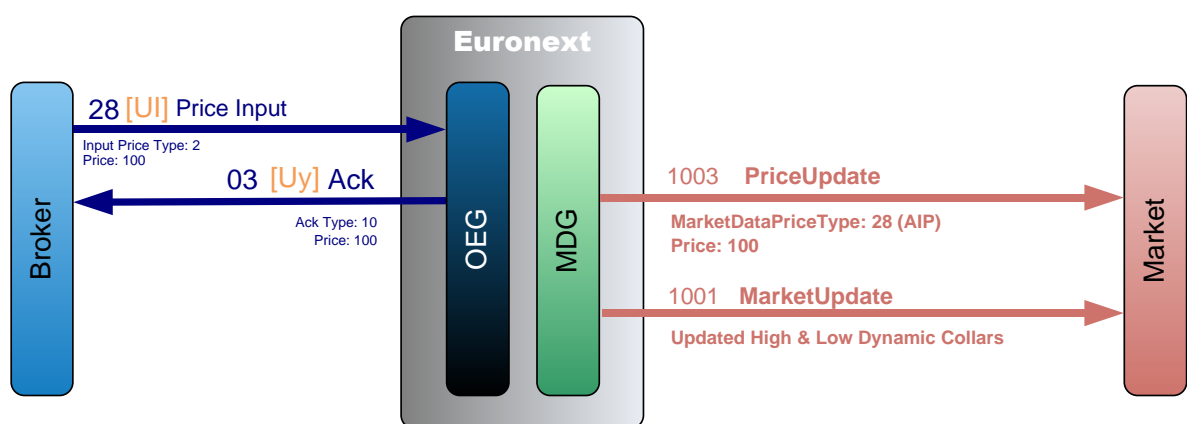 Euronext
28 [UI] Price Input
Input Price Type: 2
Price: 100
03 [Uy] Ack
Ack Type: 10
Price: 100
Broker
OEG
MDG
1003 PriceUpdate
MarketDataPriceType: 28 (AIP)
Price: 100
1001 MarketUpdate
Updated High & Low Dynamic Collars
Market